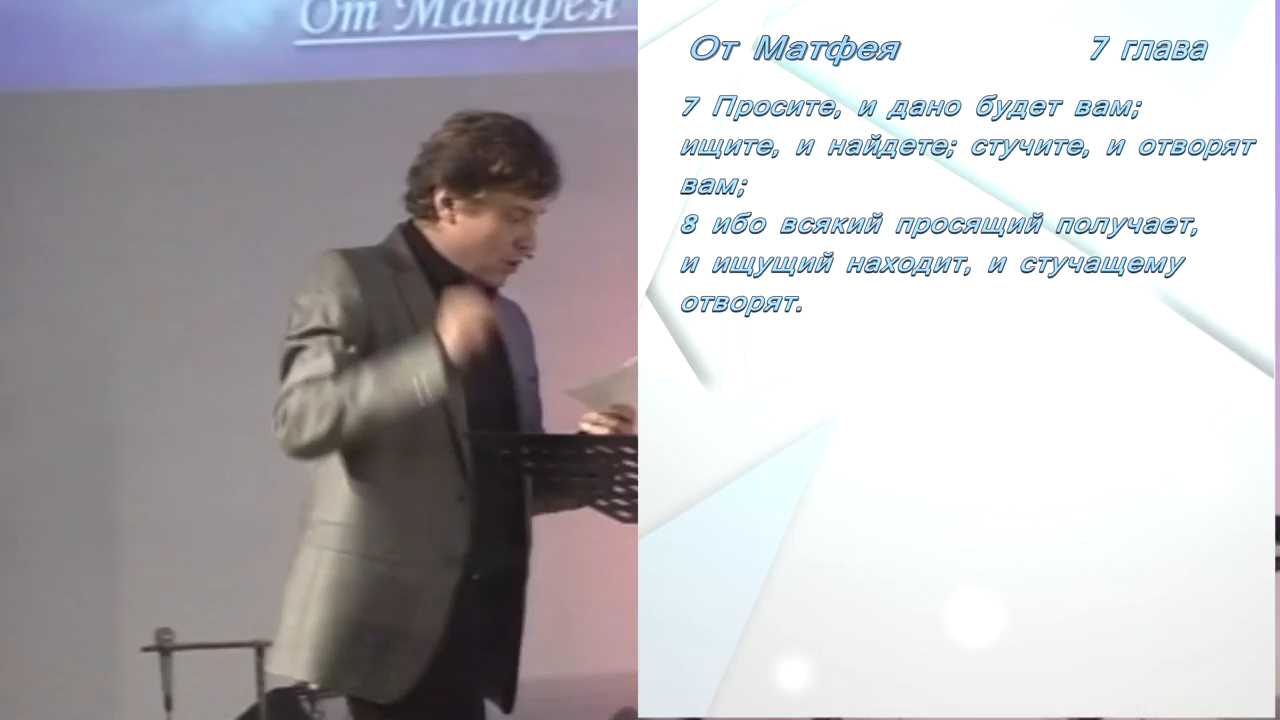 От Матфея
От Матфея 7 глава
7 Просите, и дано будет вам;
ищите, и найдете; стучите, и отворят
вам;
8 ибо всякий просящий получает,
и ищущий находит, и стучащему
отворят.